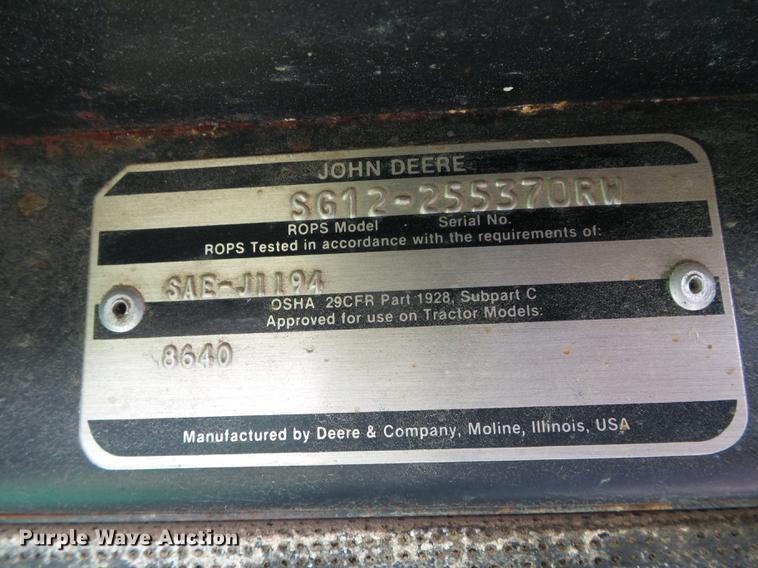 JOHN DEERE
SG12-255370RW
ROPS Model Serial No.
ROPS Tested in accordance with the requirements of:
SAE-J1194
OSHA 29CFR Part 1928, Subpart C
Approved for use on Tractor Models:
8640
Manufactured by Deere & Company, Moline, Illinois, USA
Purple Wave Auction